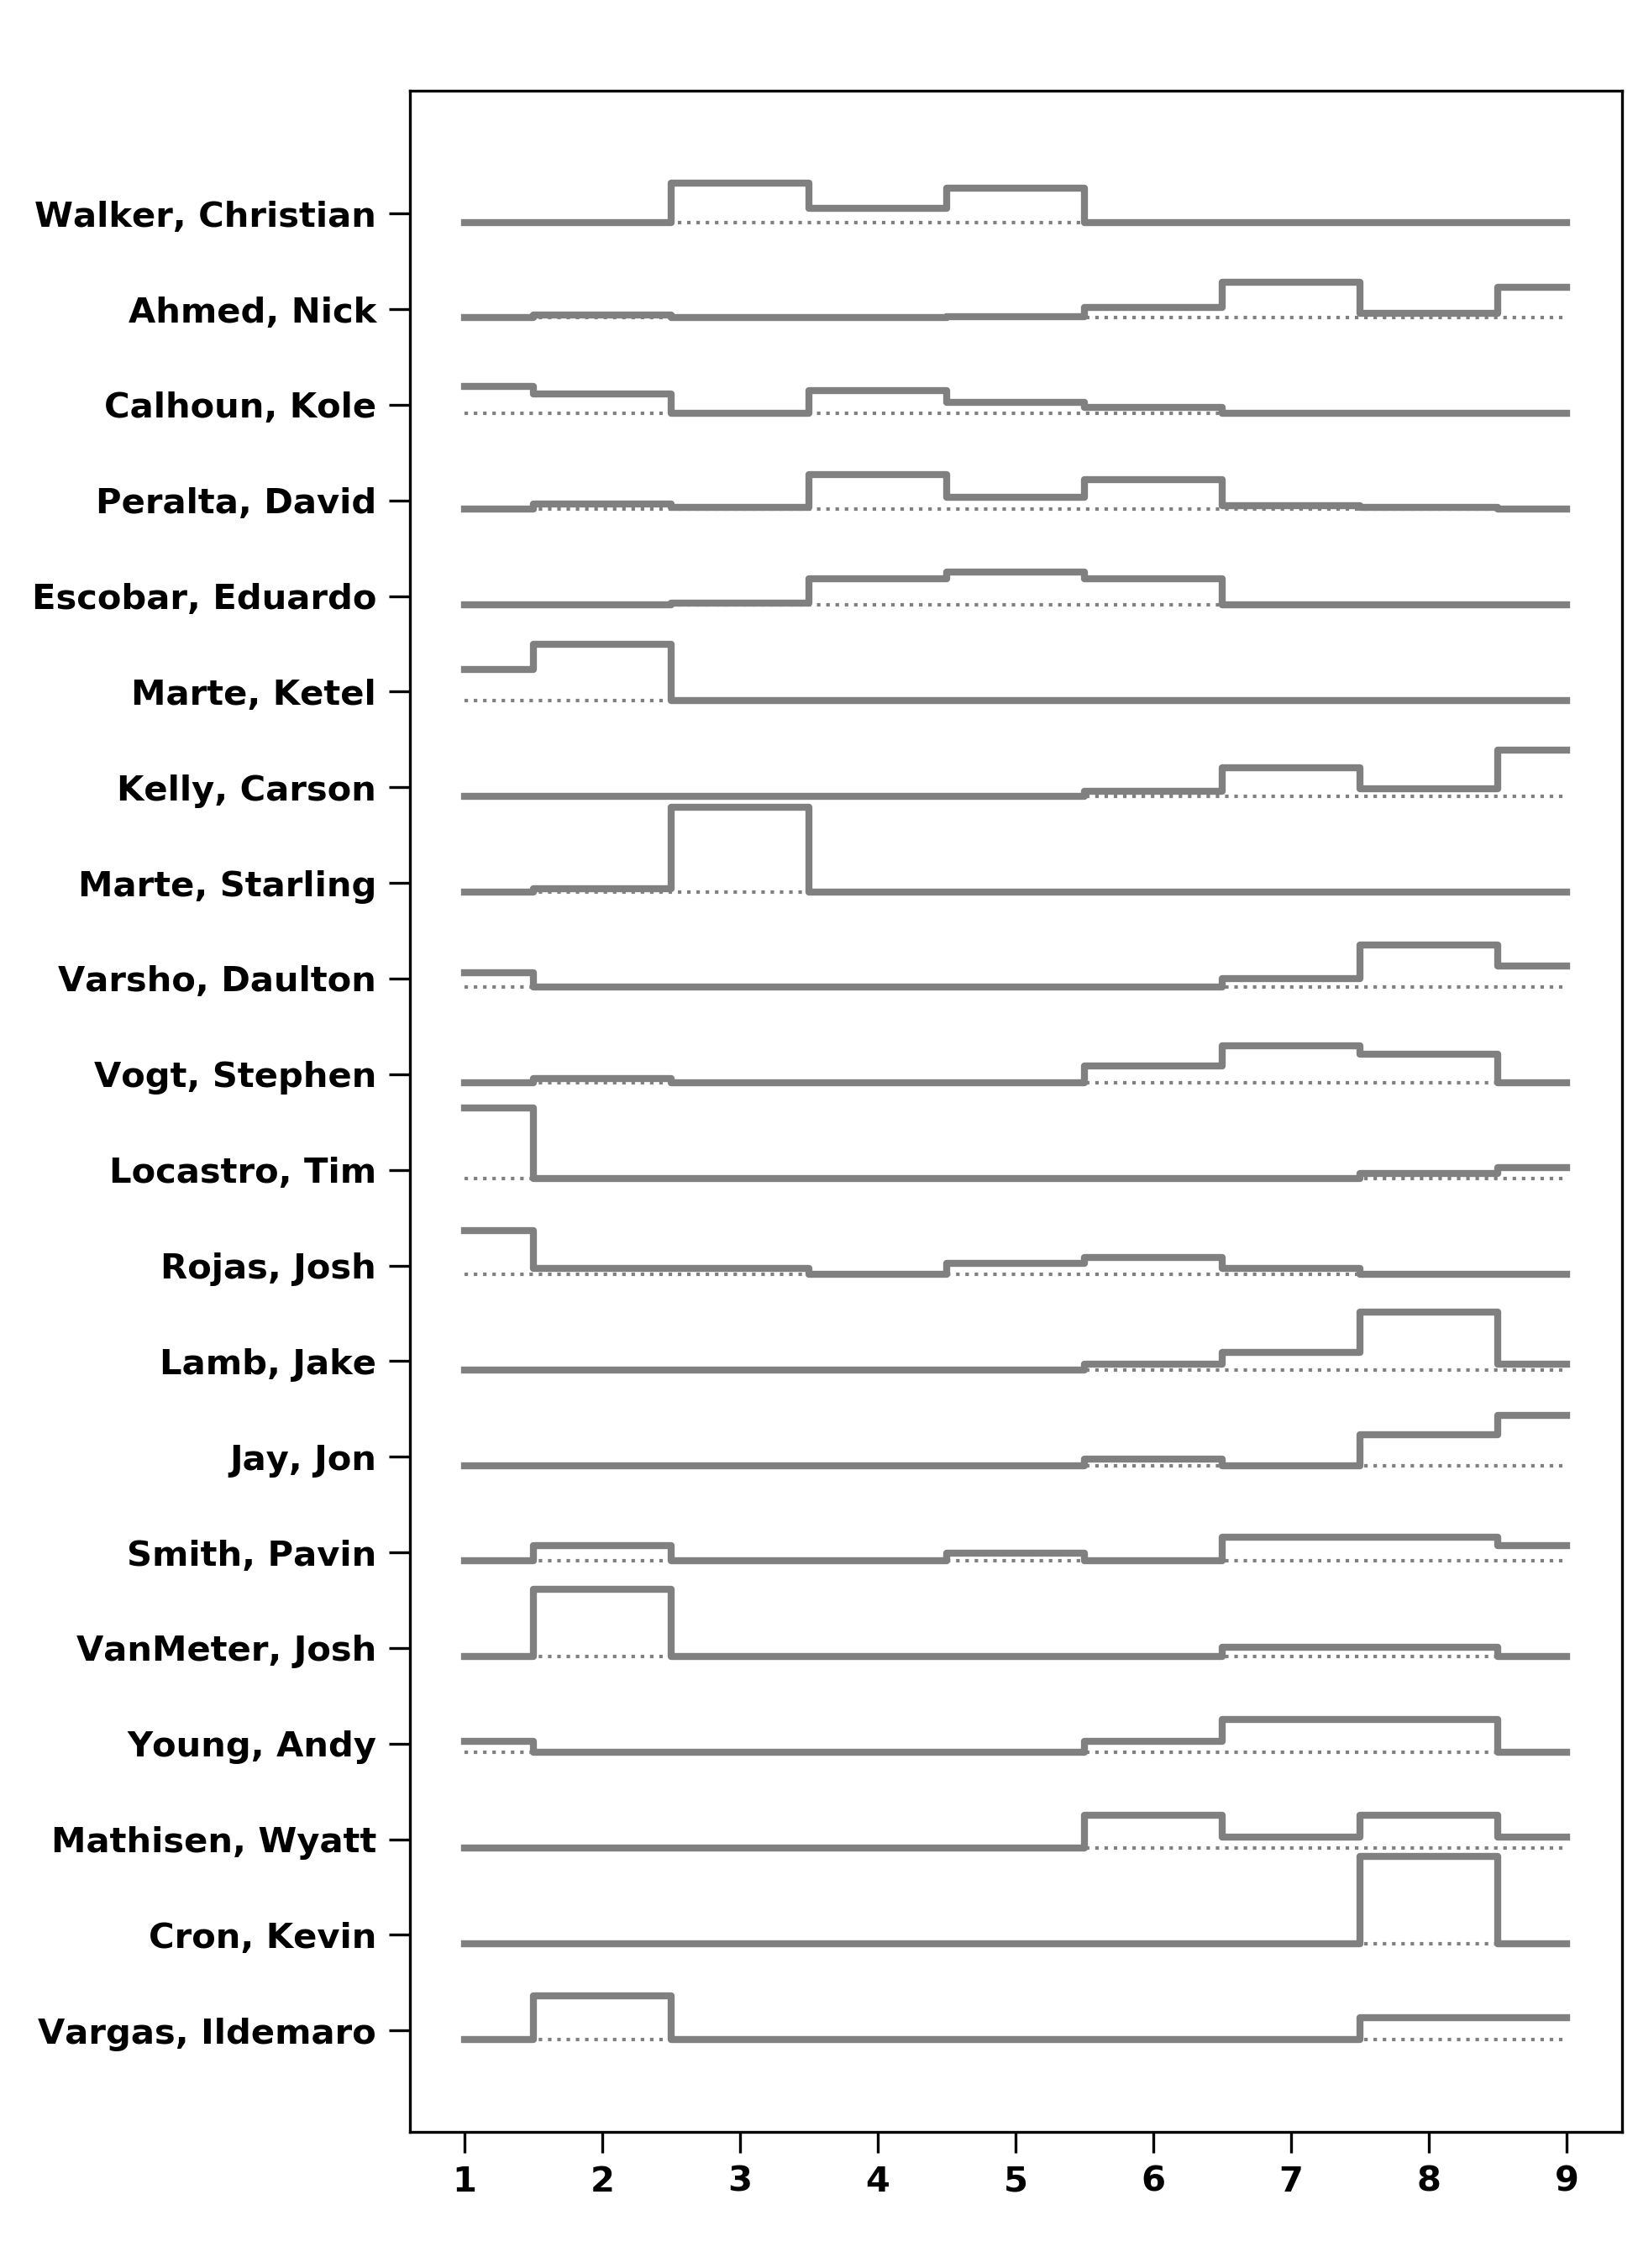 Walker, Christian
Ahmed, Nick
Calhoun, Kole
Peralta, David
Escobar, Eduardo
Marte, Ketel
Kelly, Carson
Marte, Starling
Varsho, Daulton
Vogt, Stephen
Locastro, Tim
Rojas, Josh
Lamb, Jake
Jay, Jon
Smith, Pavin
VanMeter, Josh
Young, Andy
Mathisen, Wyatt
Cron, Kevin
Vargas, Ildemaro
1 2 3 4 5 6 7 8 9